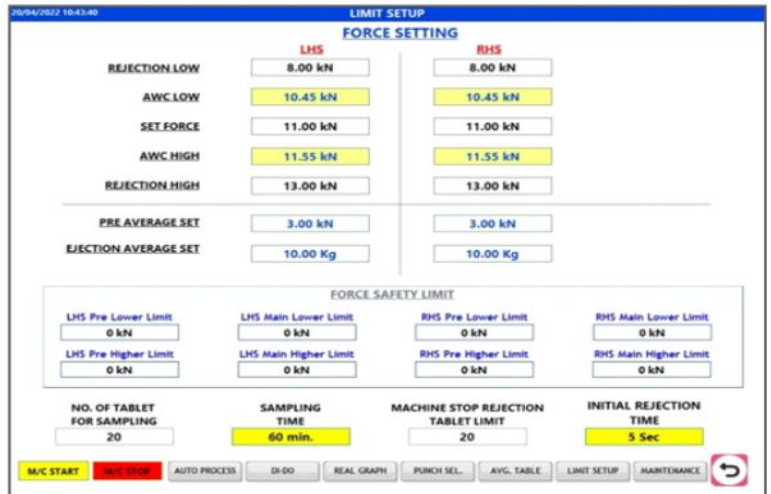 20/04/2022 10:43:40 LIMIT SETUP
FORCE SETTING
LHS RHS
REJECTION LOW 8.00 kN 8.00 kN
AWC LOW 10.45 kN 10.45 kN
SET FORCE 11.00 kN 11.00 kN
AWC HIGH 11.55 kN 11.55 kN
REJECTION HIGH 13.00 kN 13.00 kN
PRE AVERAGE SET 3.00 kN 3.00 kN
EJECTION AVERAGE SET 10.00 Kg 10.00 Kg
FORCE SAFETY LIMIT
LHS Pre Lower Limit LHS Main Lower Limit RHS Pre Lower Limit RHS Main Lower Limit
0 kN 0 kN 0 kN 0 kN
LHS Pre Higher Limit LHS Main Higher Limit RHS Pre Higher Limit RHS Main Higher Limit
0 kN 0 kN 0 kN 0 kN
NO. OF TABLET SAMPLING MACHINE STOP REJECTION INITIAL REJECTION
FOR SAMPLING TIME TABLET LIMIT TIME
20 60 min. 20 5 Sec
M/C START M/C STOP AUTO PROCESS DI-DO REAL GRAPH PUNCH SEL. AVG. TABLE LIMIT SETUP MAINTENANCE